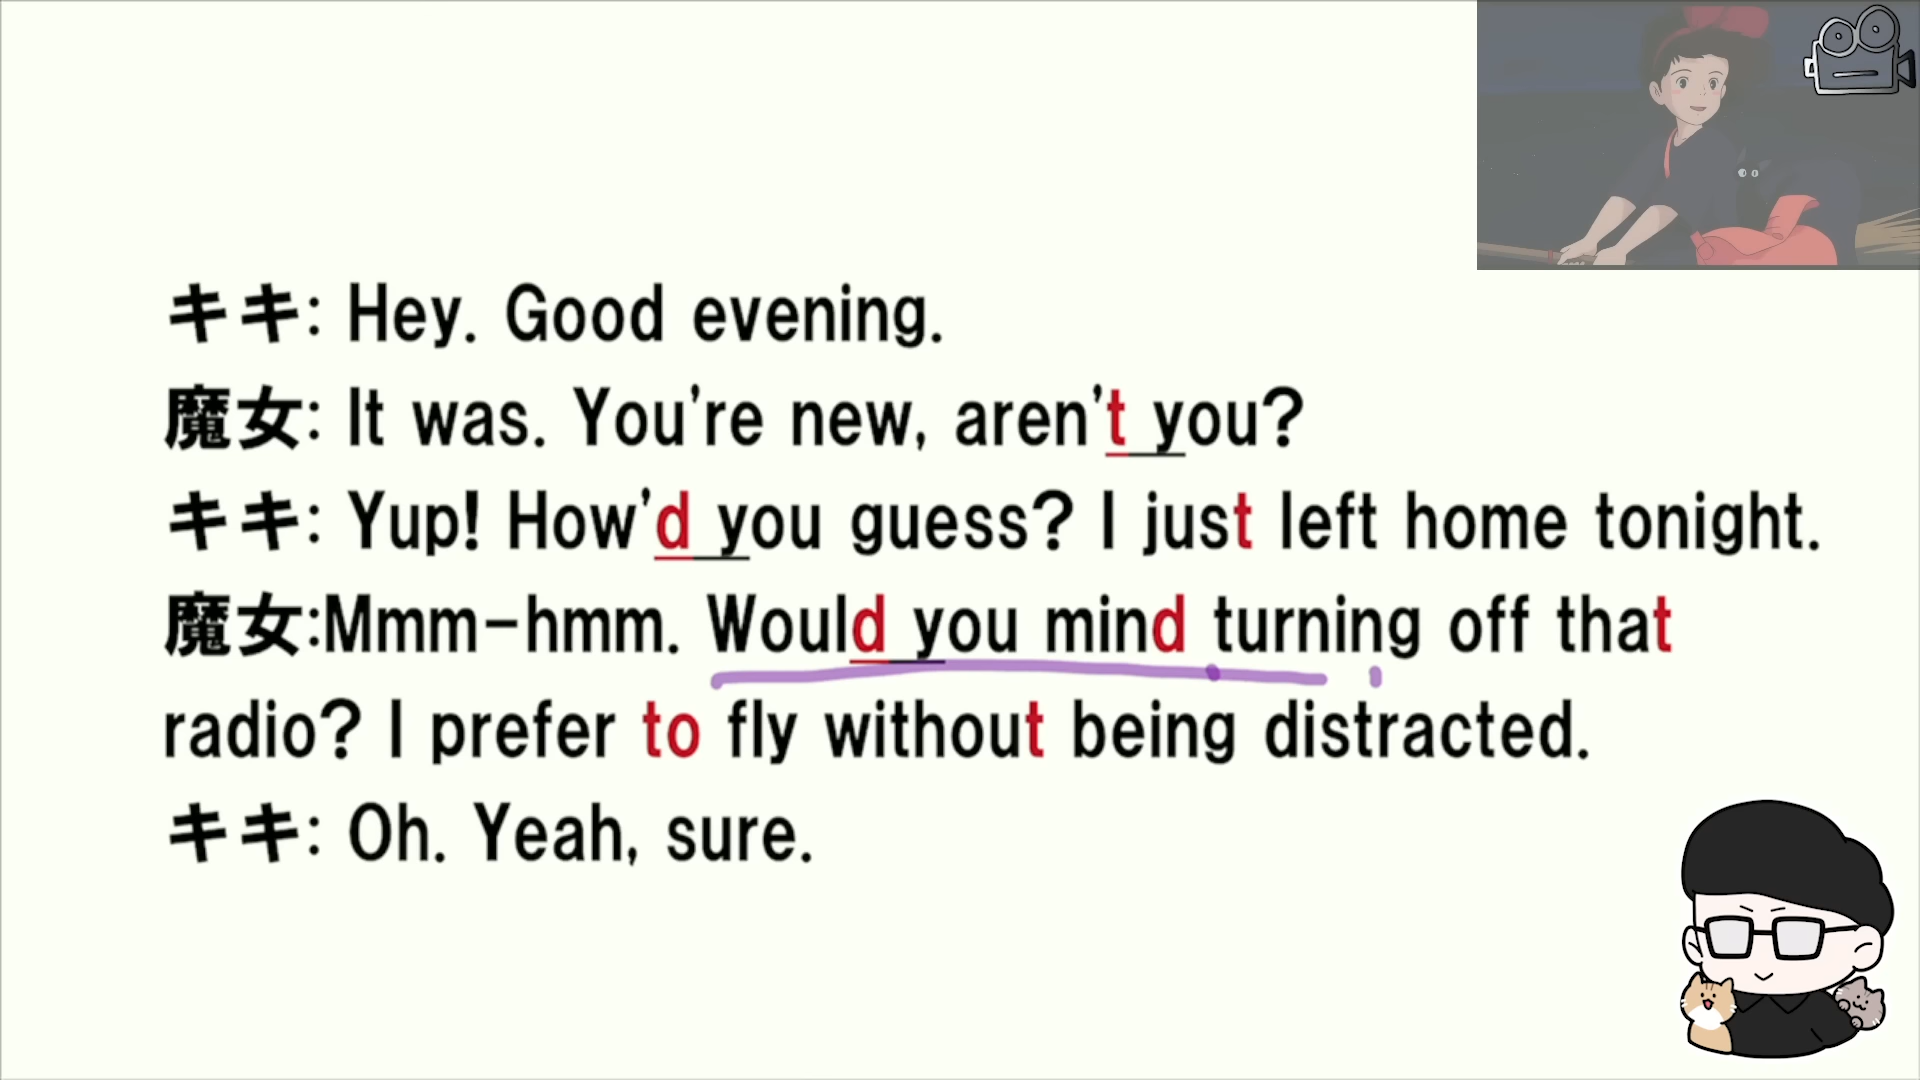 キキ: Hey. Good evening.
魔女: It was. You're new, aren't you?
キキ: Yup! How'd you guess? I just left home tonight.
魔女:Mmm-hmm. Would you mind turning off that
radio? I prefer to fly without being distracted.
キキ: Oh. Yeah, sure.